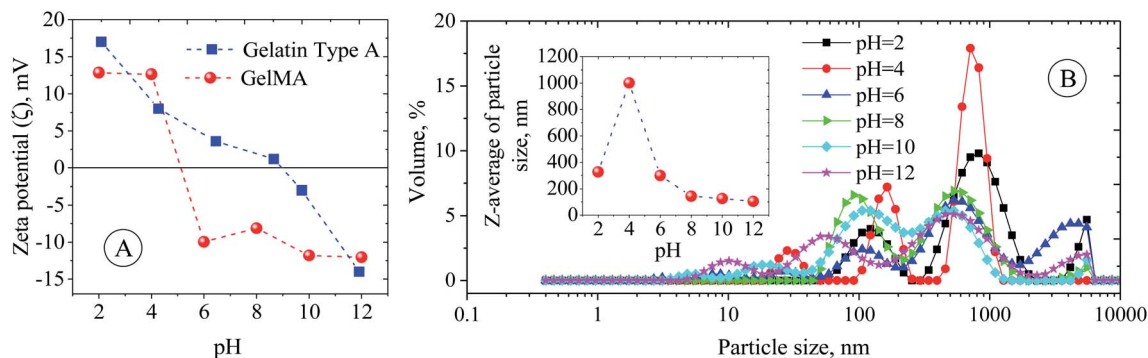 20
15
10
5
0
-5
-10
-15
2 4 6 8 10 12
pH
Zeta potential (ζ), mV
Gelatin Type A
GelMA
A
20
15
10
5
0
Volume, %
0.1 1 10 100 1000 10000
Particle size, nm
Z-average of particle
size, nm
1200
1000
800
600
400
200
0
2 4 6 8 10 12
pH
pH=2
pH=4
pH=6
pH=8
pH=10
pH=12
B